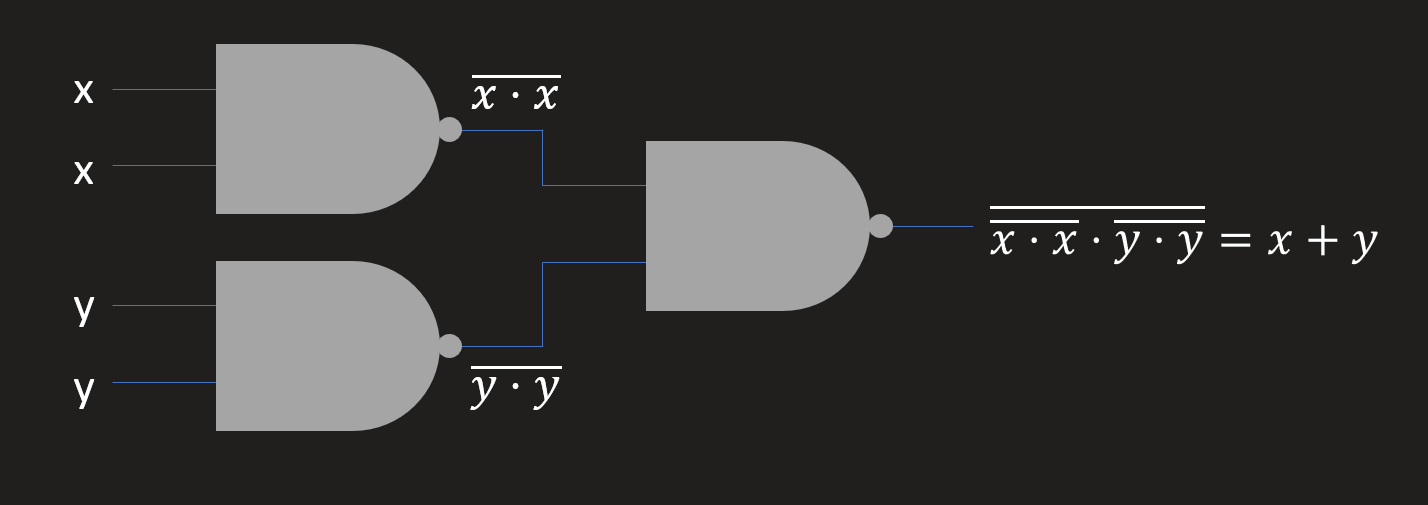 x
x
$\overline{x \cdot x}$
y
y
$\overline{y \cdot y}$
$\overline{\overline{x \cdot x} \cdot \overline{y \cdot y}} = x + y$